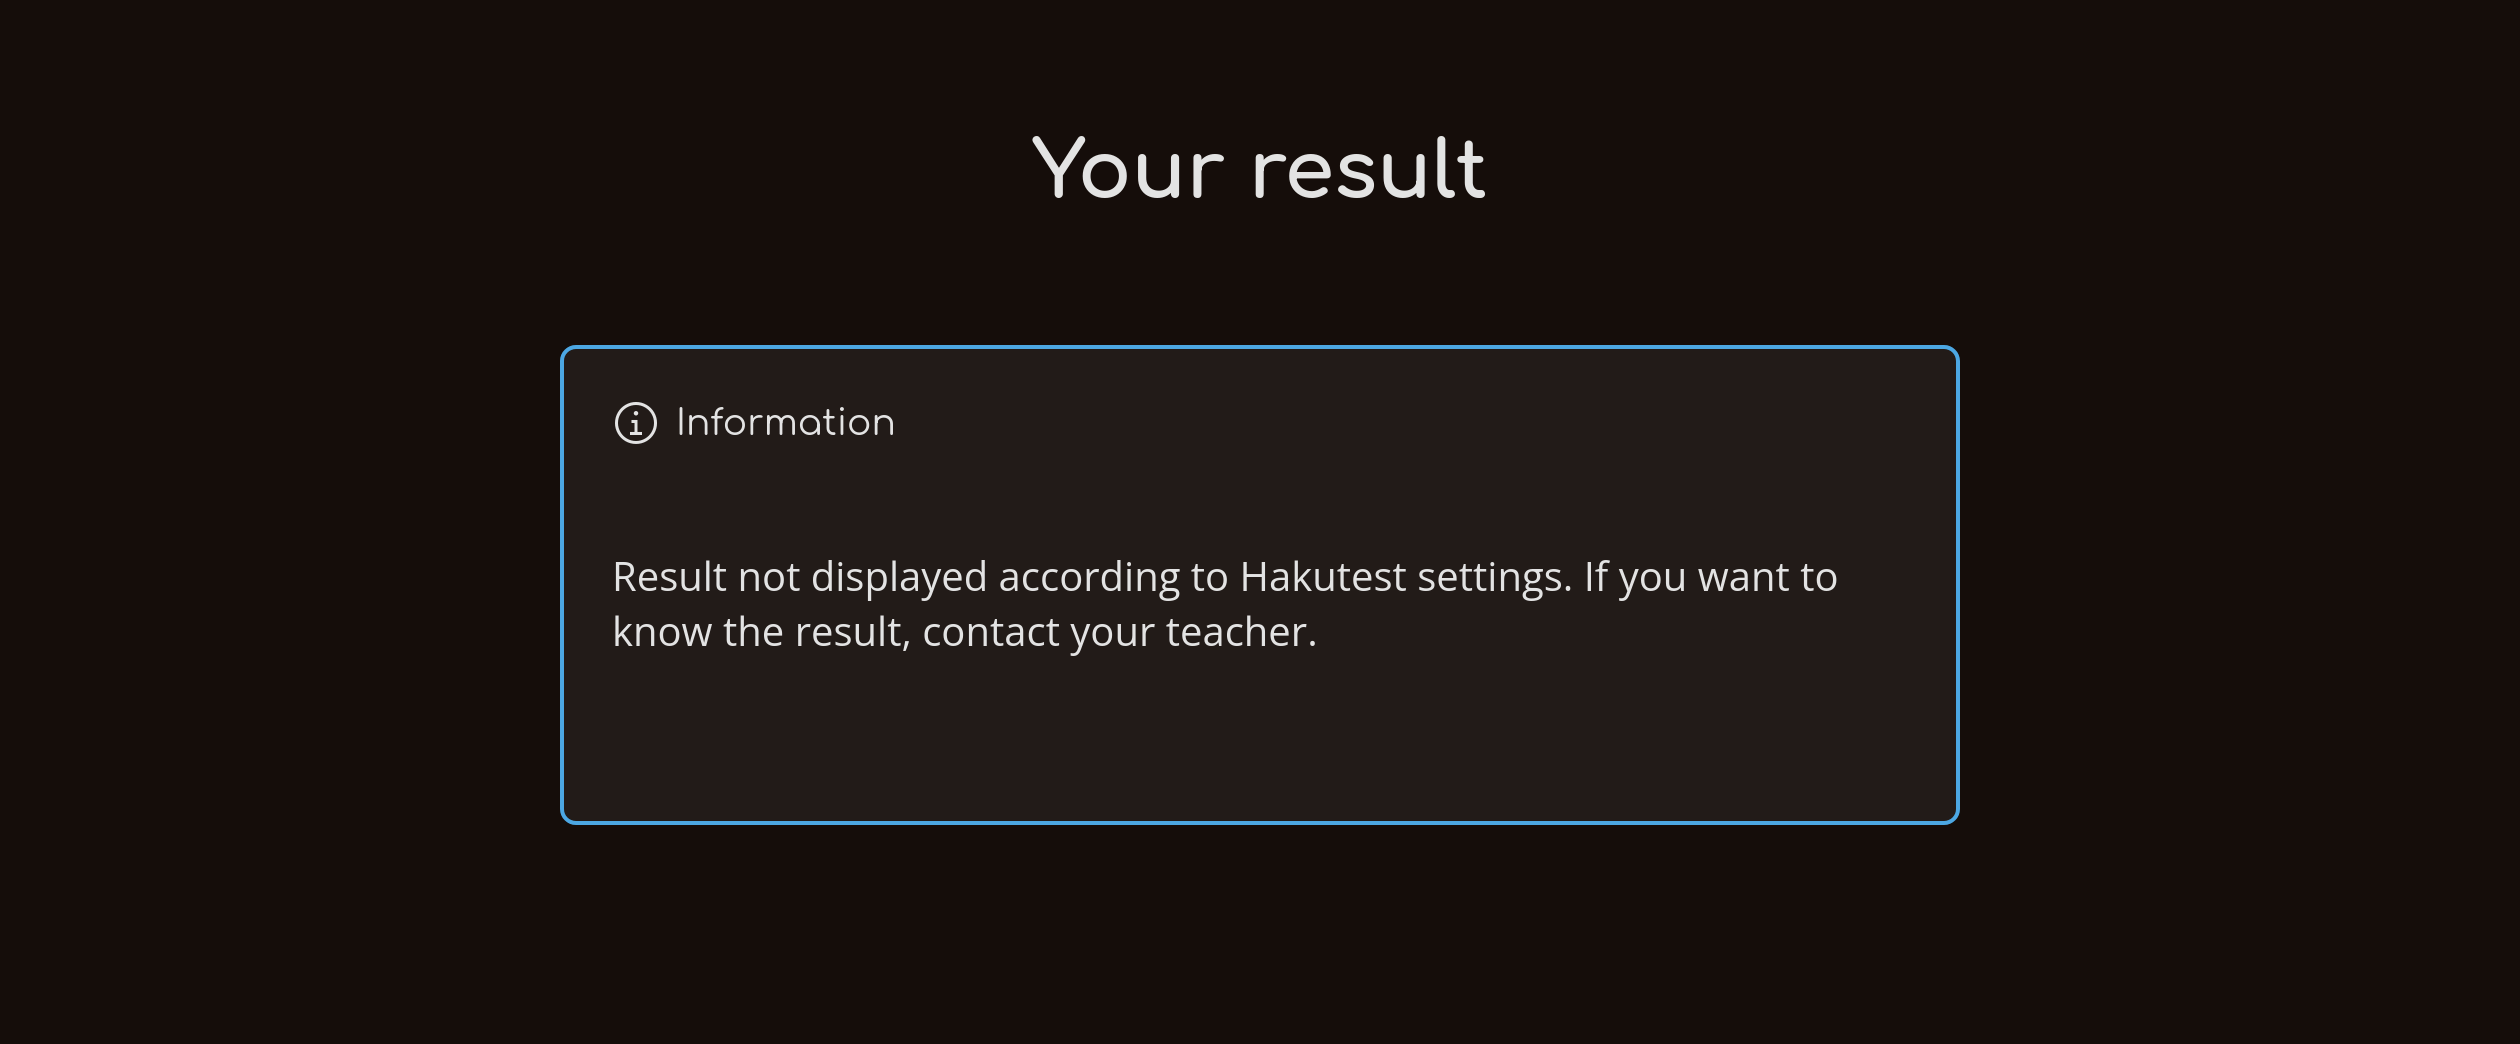 Your result
Information
Result not displayed according to Hakutest settings. If you want to
know the result, contact your teacher.